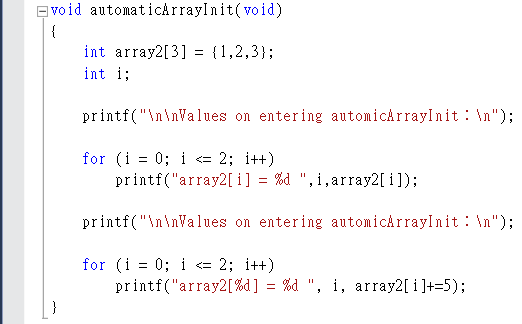 void automaticArrayInit(void)
{
int array2[3] = {1,2,3};
int i;
printf("\n\nValues on entering automicArrayInit：\n");
for (i = 0; i <= 2; i++)
printf("array2[i] = %d ",i,array2[i]);
printf("\n\nValues on entering automicArrayInit：\n");
for (i = 0; i <= 2; i++)
printf("array2[%d] = %d ", i, array2[i]+=5);
}